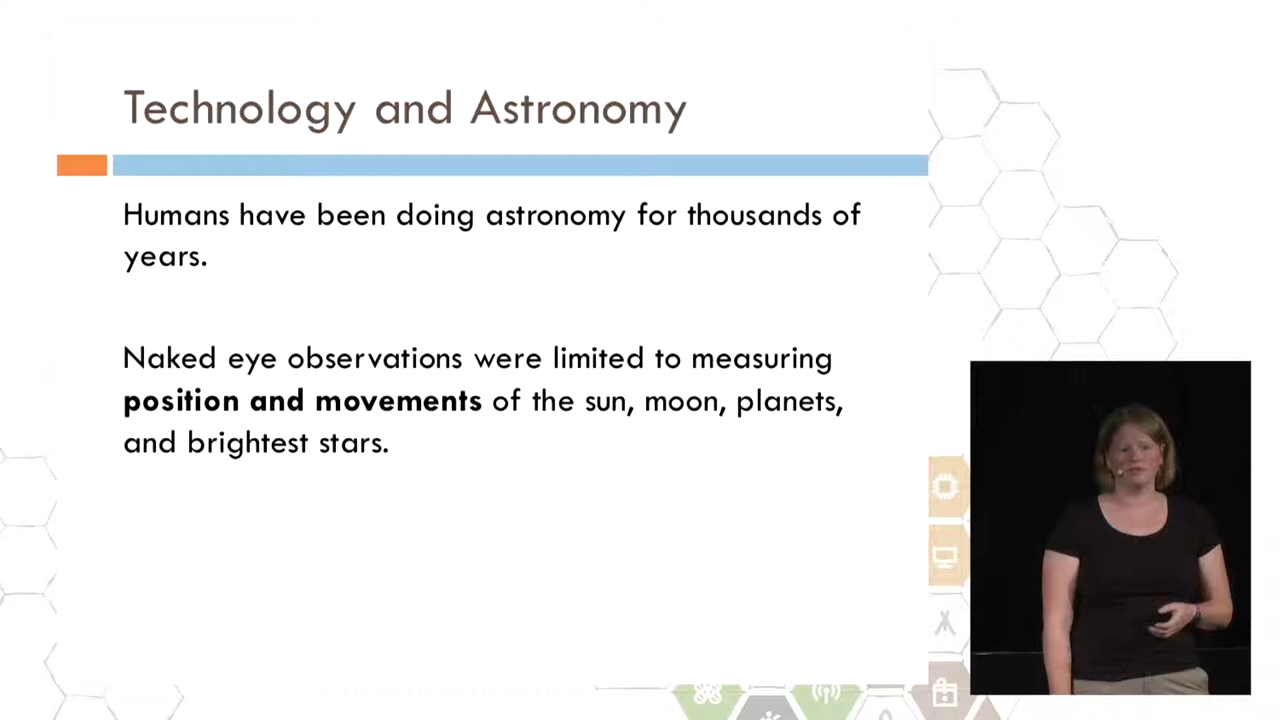 Technology and Astronomy
Humans have been doing astronomy for thousands of
years.
Naked eye observations were limited to measuring
position and movements of the sun, moon, planets,
and brightest stars.